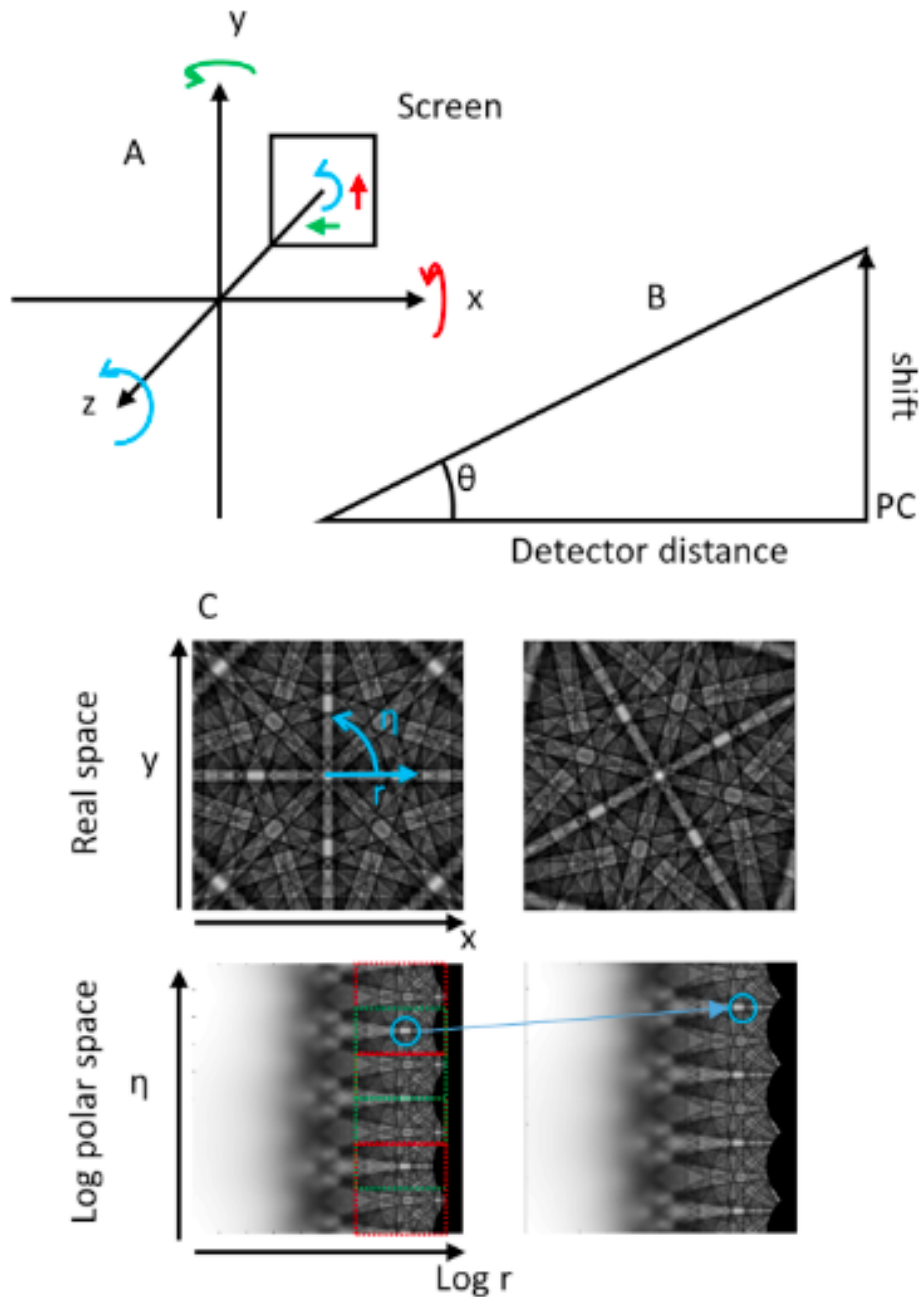 y
A
Screen
x
B
z
shift
θ
PC
Detector distance
C
Real space
y
η
r
x
Log polar space
η
Log r